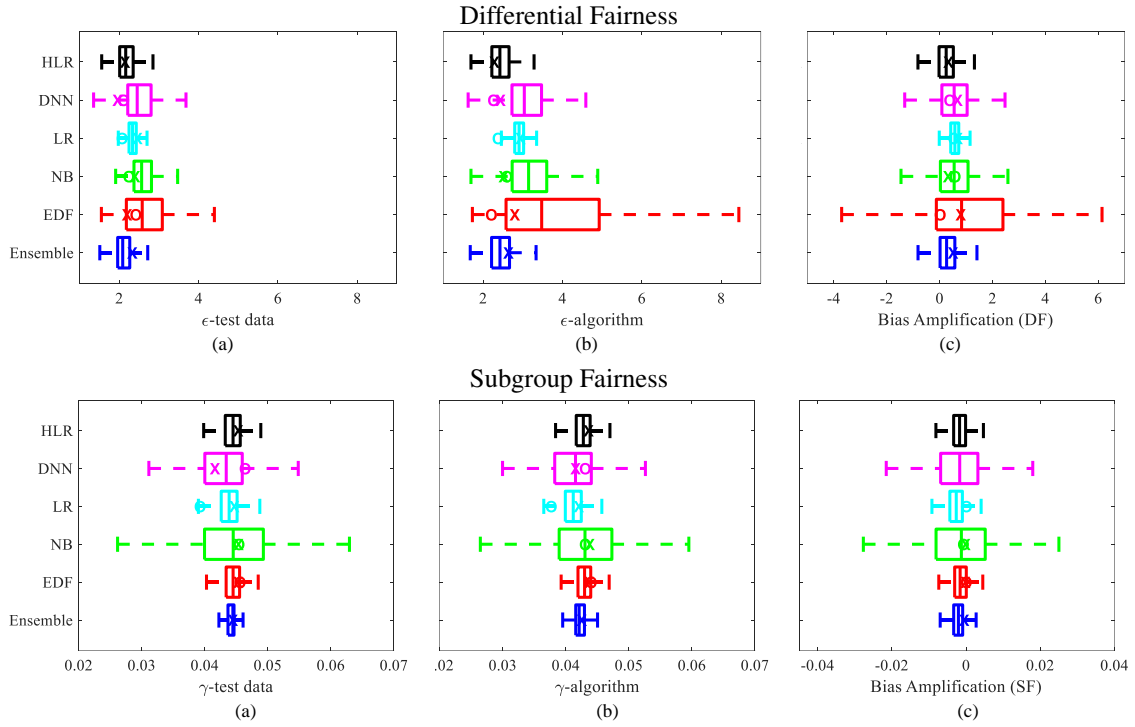 Differential Fairness
HLR
DNN
LR
NB
EDF
Ensemble
2 4 6 8
2 4 6 8
-4 -2 0 2 4 6
ϵ-test data
ϵ-algorithm
Bias Amplification (DF)
(a) (b) (c)
Subgroup Fairness
HLR
DNN
LR
NB
EDF
Ensemble
0.02 0.03 0.04 0.05 0.06 0.07
0.02 0.03 0.04 0.05 0.06 0.07
-0.04 -0.02 0 0.02 0.04
γ-test data
γ-algorithm
Bias Amplification (SF)
(a) (b) (c)